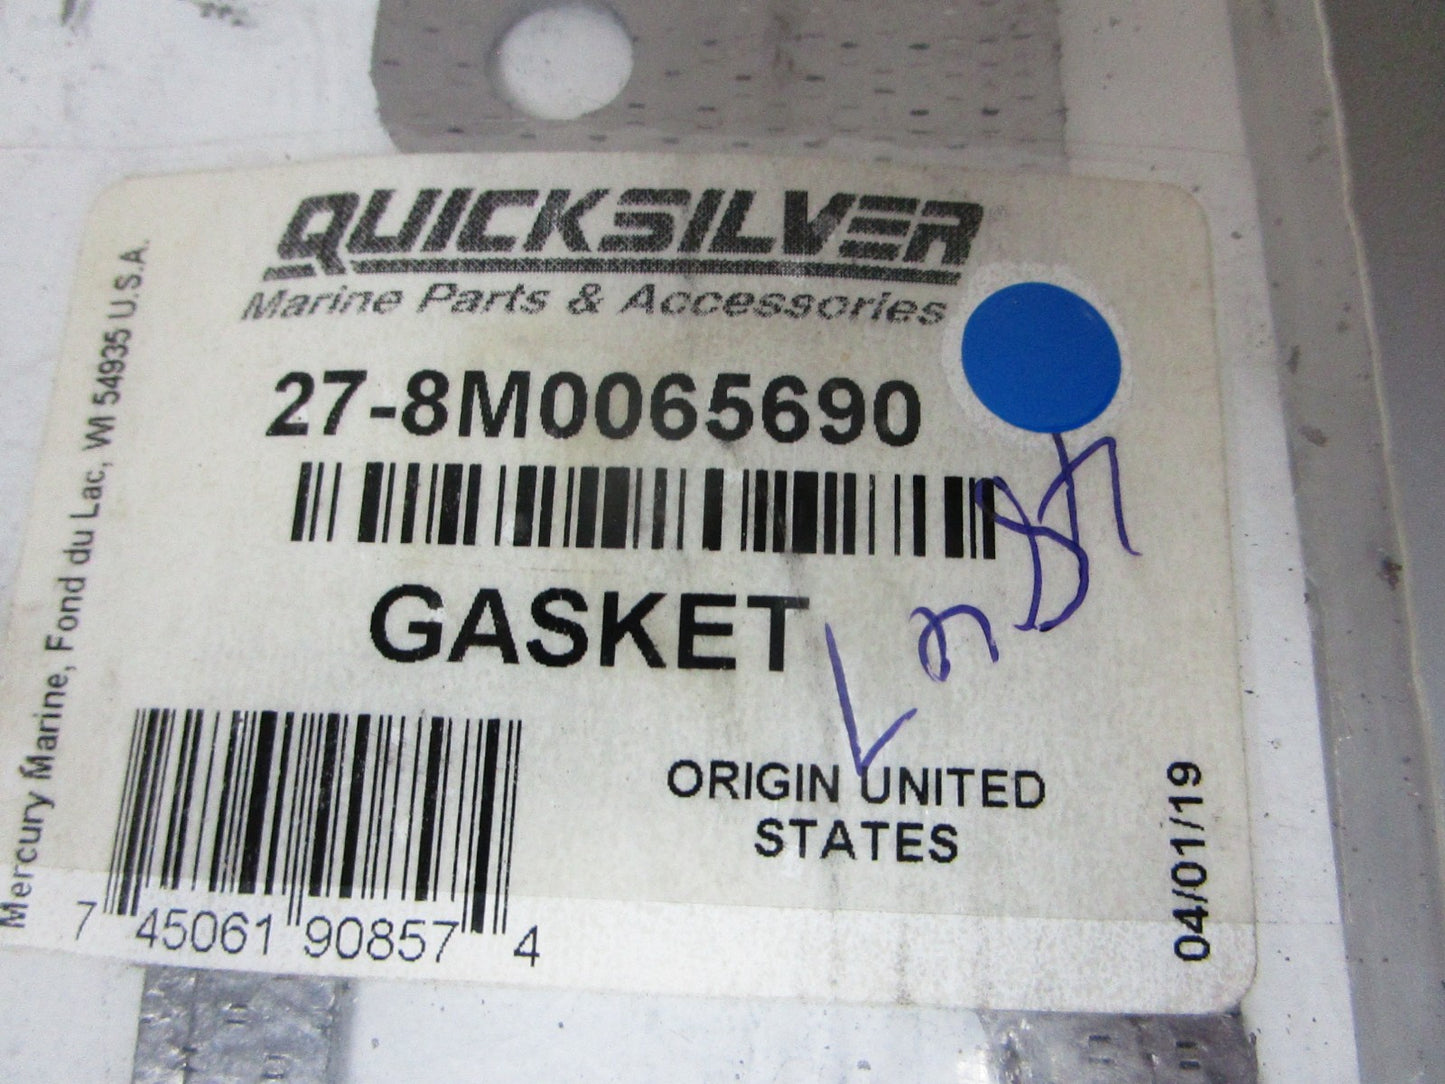 QUICKSILVER
Marine Parts & Accessories
27-8M0065690
GASKET
ORIGIN UNITED
STATES
7 45061 90857 4
04/01/19
Mercury Marine, Fond du Lac, WI 54935 U.S.A.